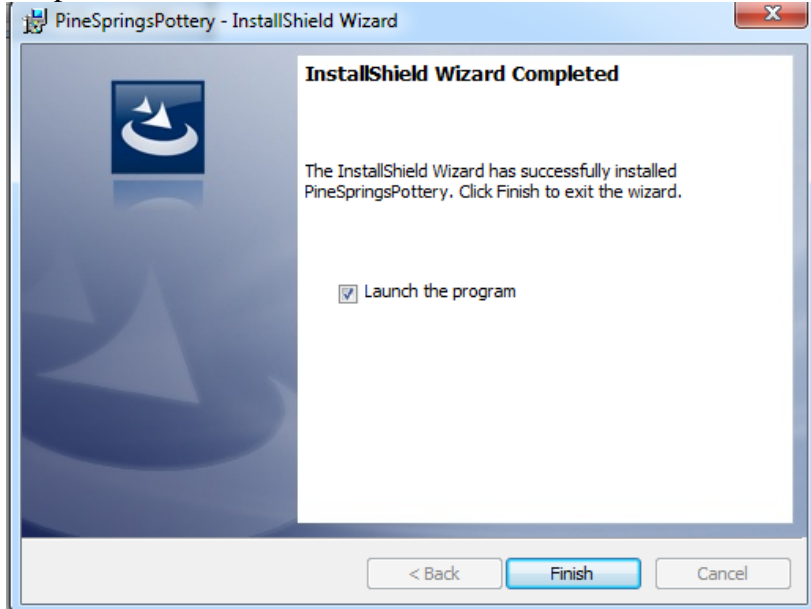 PineSpringsPottery - InstallShield Wizard
InstallShield Wizard Completed
The InstallShield Wizard has successfully installed
PineSpringsPottery. Click Finish to exit the wizard.
Launch the program
< Back
Finish
Cancel